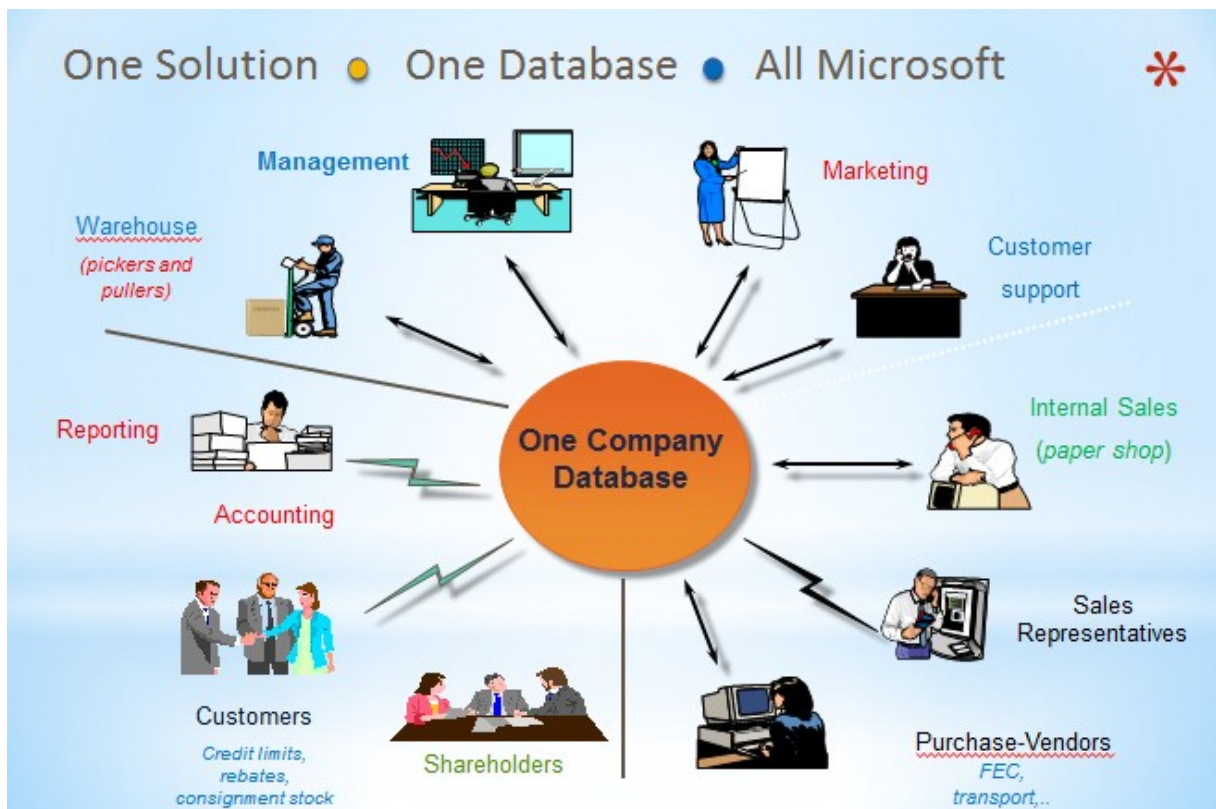 One Solution One Database All Microsoft
*
Management
Marketing
Warehouse
(pickers and
pullers)
Customer
support
Reporting
One Company
Database
Internal Sales
(paper shop)
Accounting
Sales
Representatives
Customers
Credit limits,
rebates,
consignment stock
Shareholders
Purchase-Vendors
FEC,
transport,..